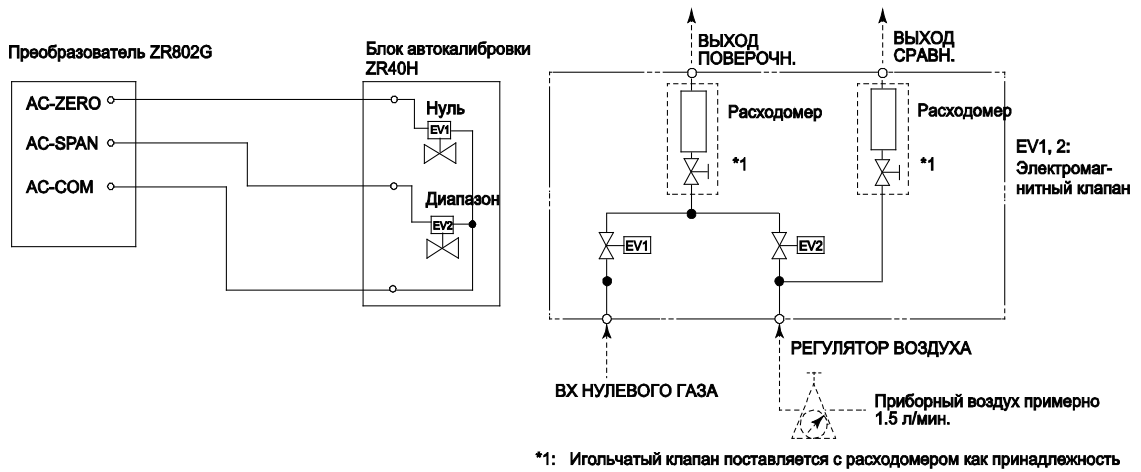 Преобразователь ZR802G
AC-ZERO
AC-SPAN
AC-COM
Блок автокалибровки
ZR40H
Нуль
EV1
Диапазон
EV2
ВЫХОД
ПОВЕРОЧН.
ВЫХОД
СРАВН.
Расходомер
Расходомер
*1
*1
EV1, 2:
Электромаг-
нитный клапан
EV1
EV2
РЕГУЛЯТОР ВОЗДУХА
ВХ НУЛЕВОГО ГАЗА
Приборный воздух примерно
1.5 л/мин.
*1: Игольчатый клапан поставляется с расходомером как принадлежность